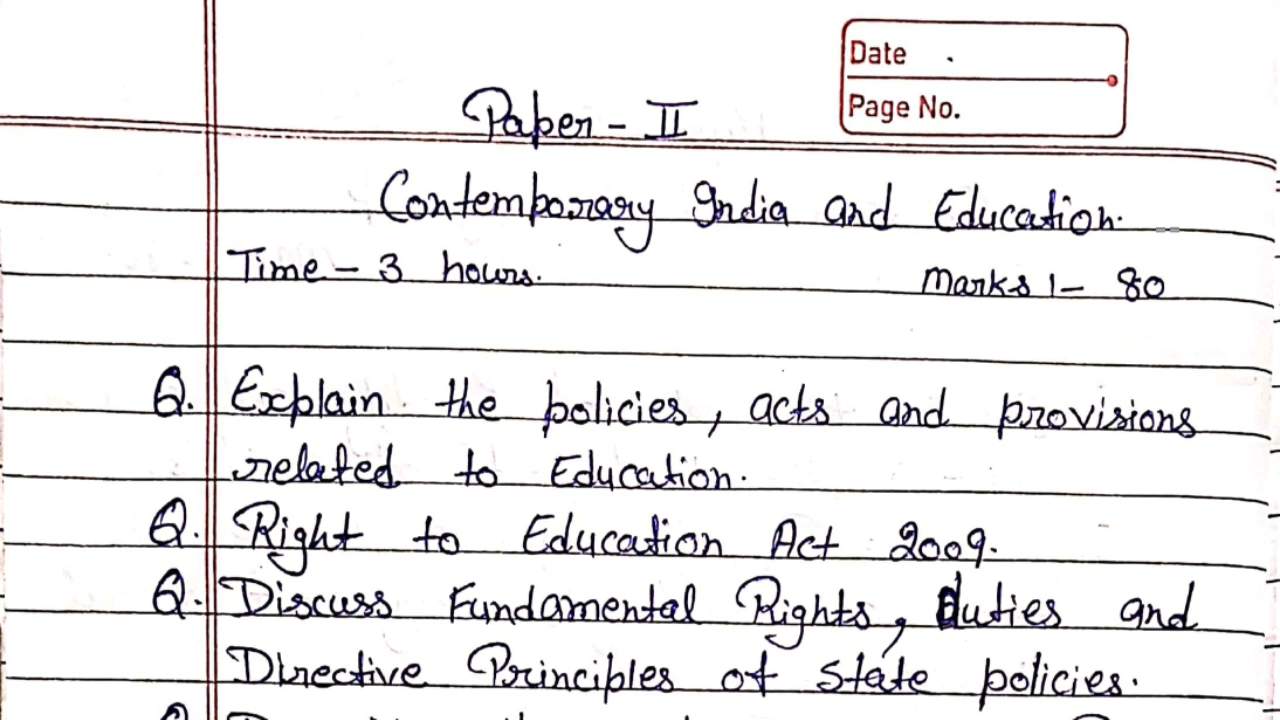 Date .
Page No.
Paper - II
Contemporary India and Education.
Time - 3 hours.
Marks :- 80
Q. Explain the policies, acts and provisions
related to Education.
Q. Right to Education Act 2009.
Q. Discuss Fundamental Rights, duties and
Directive Principles of state policies.
Q.